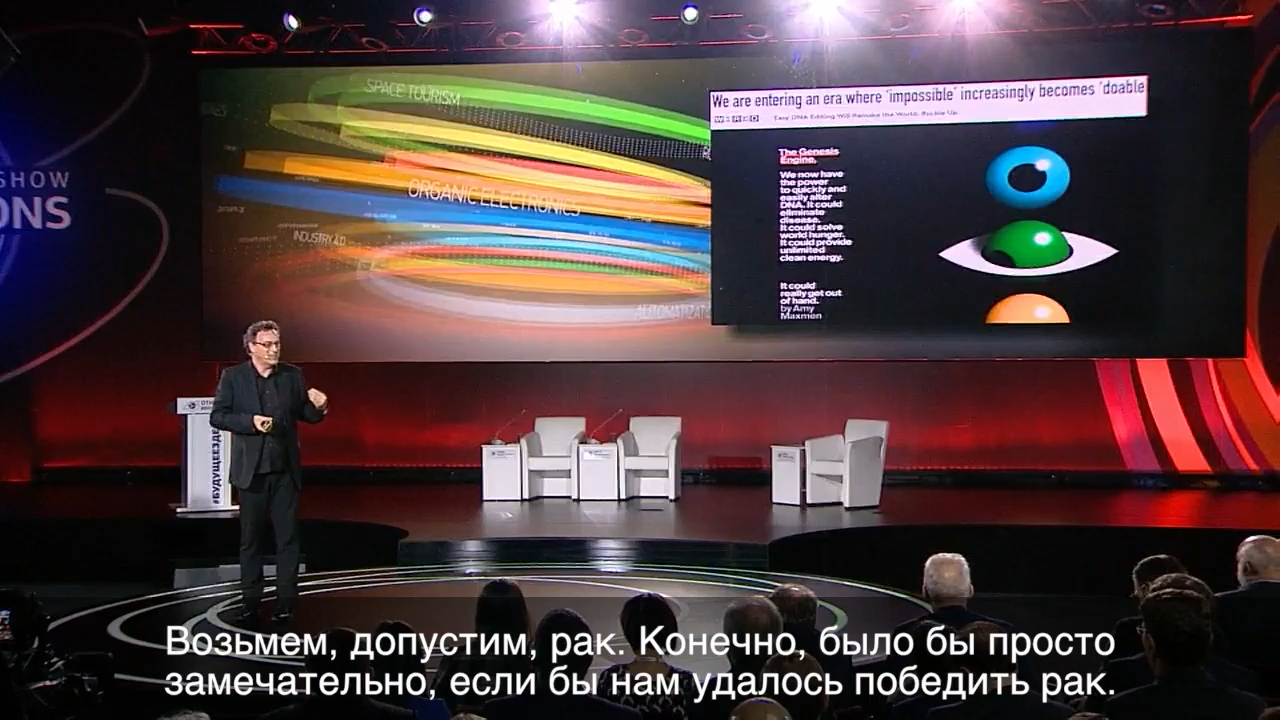 SHOW
ONS
SPACE TOURISM
ORGANIC ELECTRONICS
INDUSTRY 4.0
We are entering an era where 'impossible' increasingly becomes 'doable
WIRED Easy DNA Editing Will Remake the World. Buckle Up.
The Genesis
Engine.
We now have
the power
to quickly and
easily alter
DNA. It could
eliminate
disease.
It could solve
world hunger.
It could provide
unlimited
clean energy.
It could
really get out
of hand.
by Amy
Maxmen
#БУДУЩЕЕЗДЕ
Возьмем, допустим, рак. Конечно, было бы просто
замечательно, если бы нам удалось победить рак.